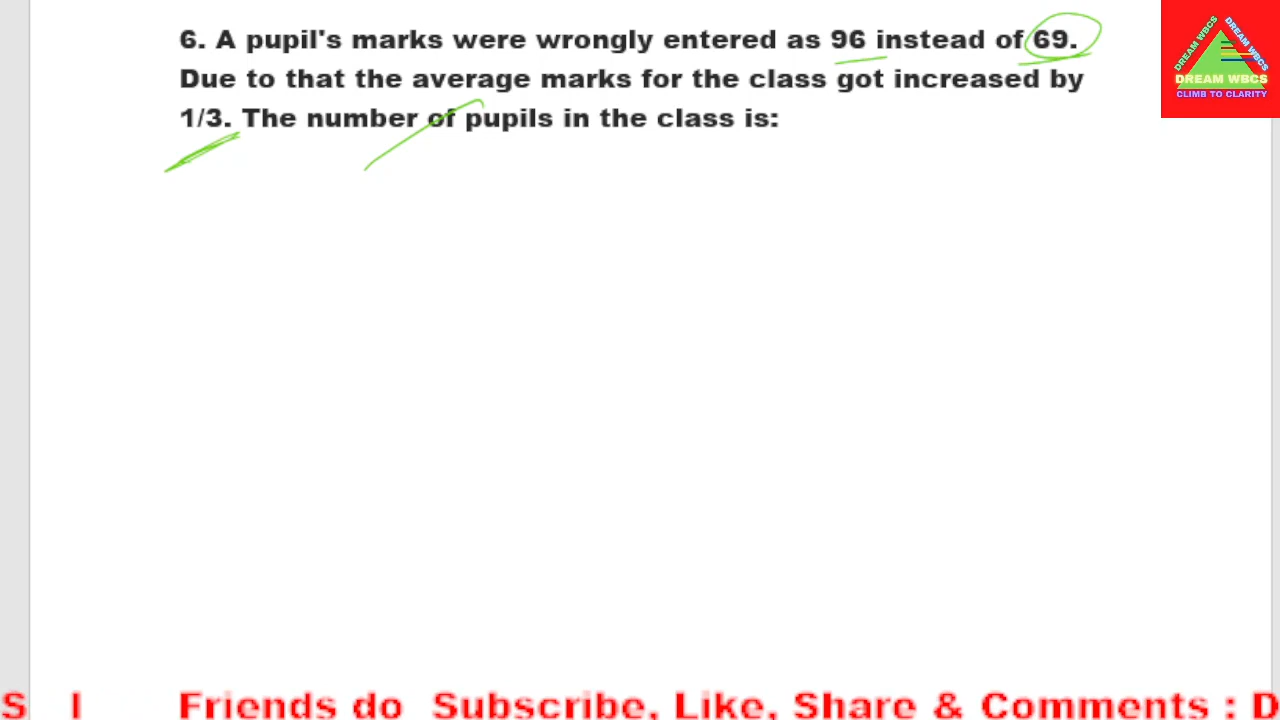 6. A pupil's marks were wrongly entered as 96 instead of 69.
Due to that the average marks for the class got increased by
1/3. The number of pupils in the class is:
DREAM WBCS
DREAM WBCS
DREAM WBCS
CLIMB TO CLARITY
S I Friends do Subscribe, Like, Share & Comments : D